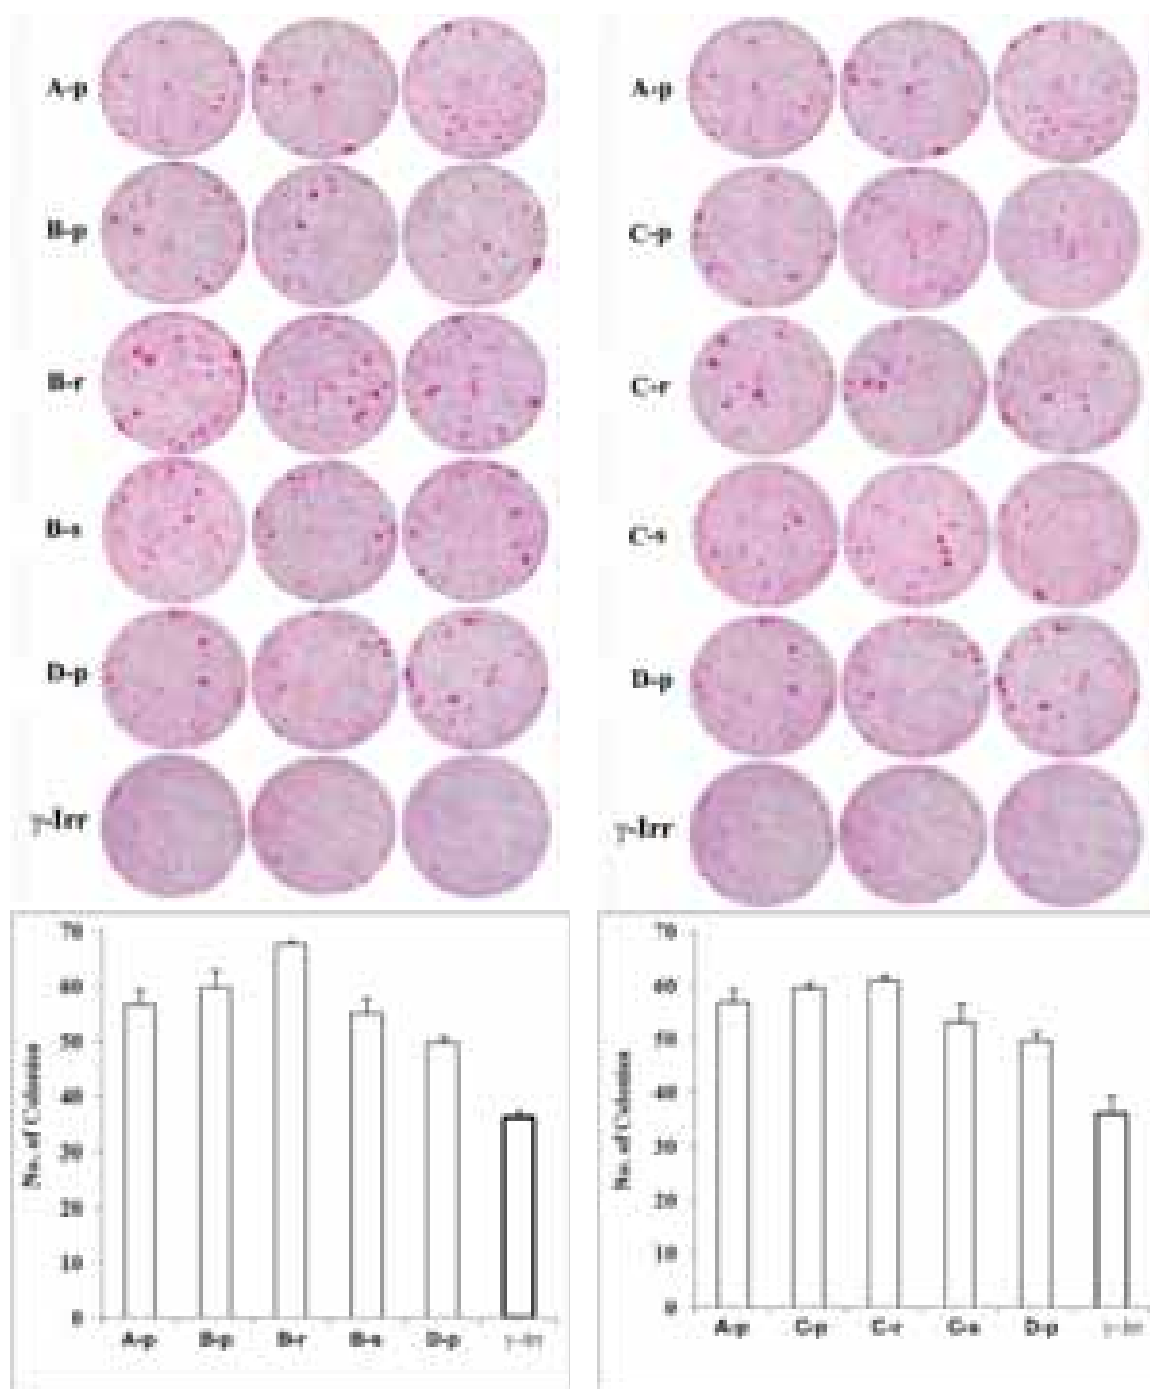 A-p
B-p
B-r
B-s
D-p
γ-Irr
A-p
C-p
C-r
C-s
D-p
γ-Irr
No. of Colonies
70
60
50
40
30
20
10
0
A-p B-p B-r B-s D-p γ-Irr
No. of Colonies
70
60
50
40
30
20
10
0
A-p C-p C-r C-s D-p γ-Irr